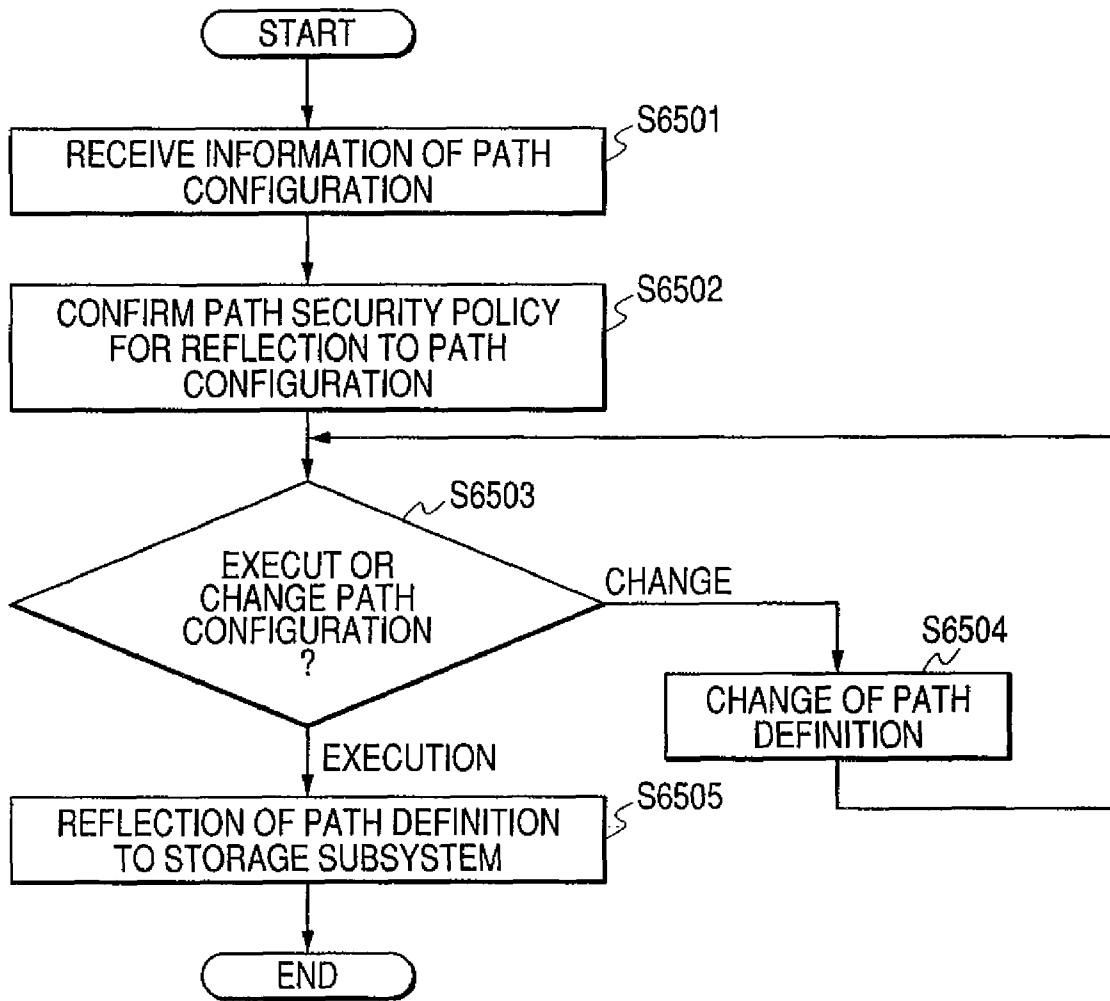 START
S6501
RECEIVE INFORMATION OF PATH
CONFIGURATION
S6502
CONFIRM PATH SECURITY POLICY
FOR REFLECTION TO PATH
CONFIGURATION
S6503
EXECUT OR
CHANGE PATH
CONFIGURATION
?
CHANGE
S6504
CHANGE OF PATH
DEFINITION
EXECUTION
S6505
REFLECTION OF PATH DEFINITION
TO STORAGE SUBSYSTEM
END